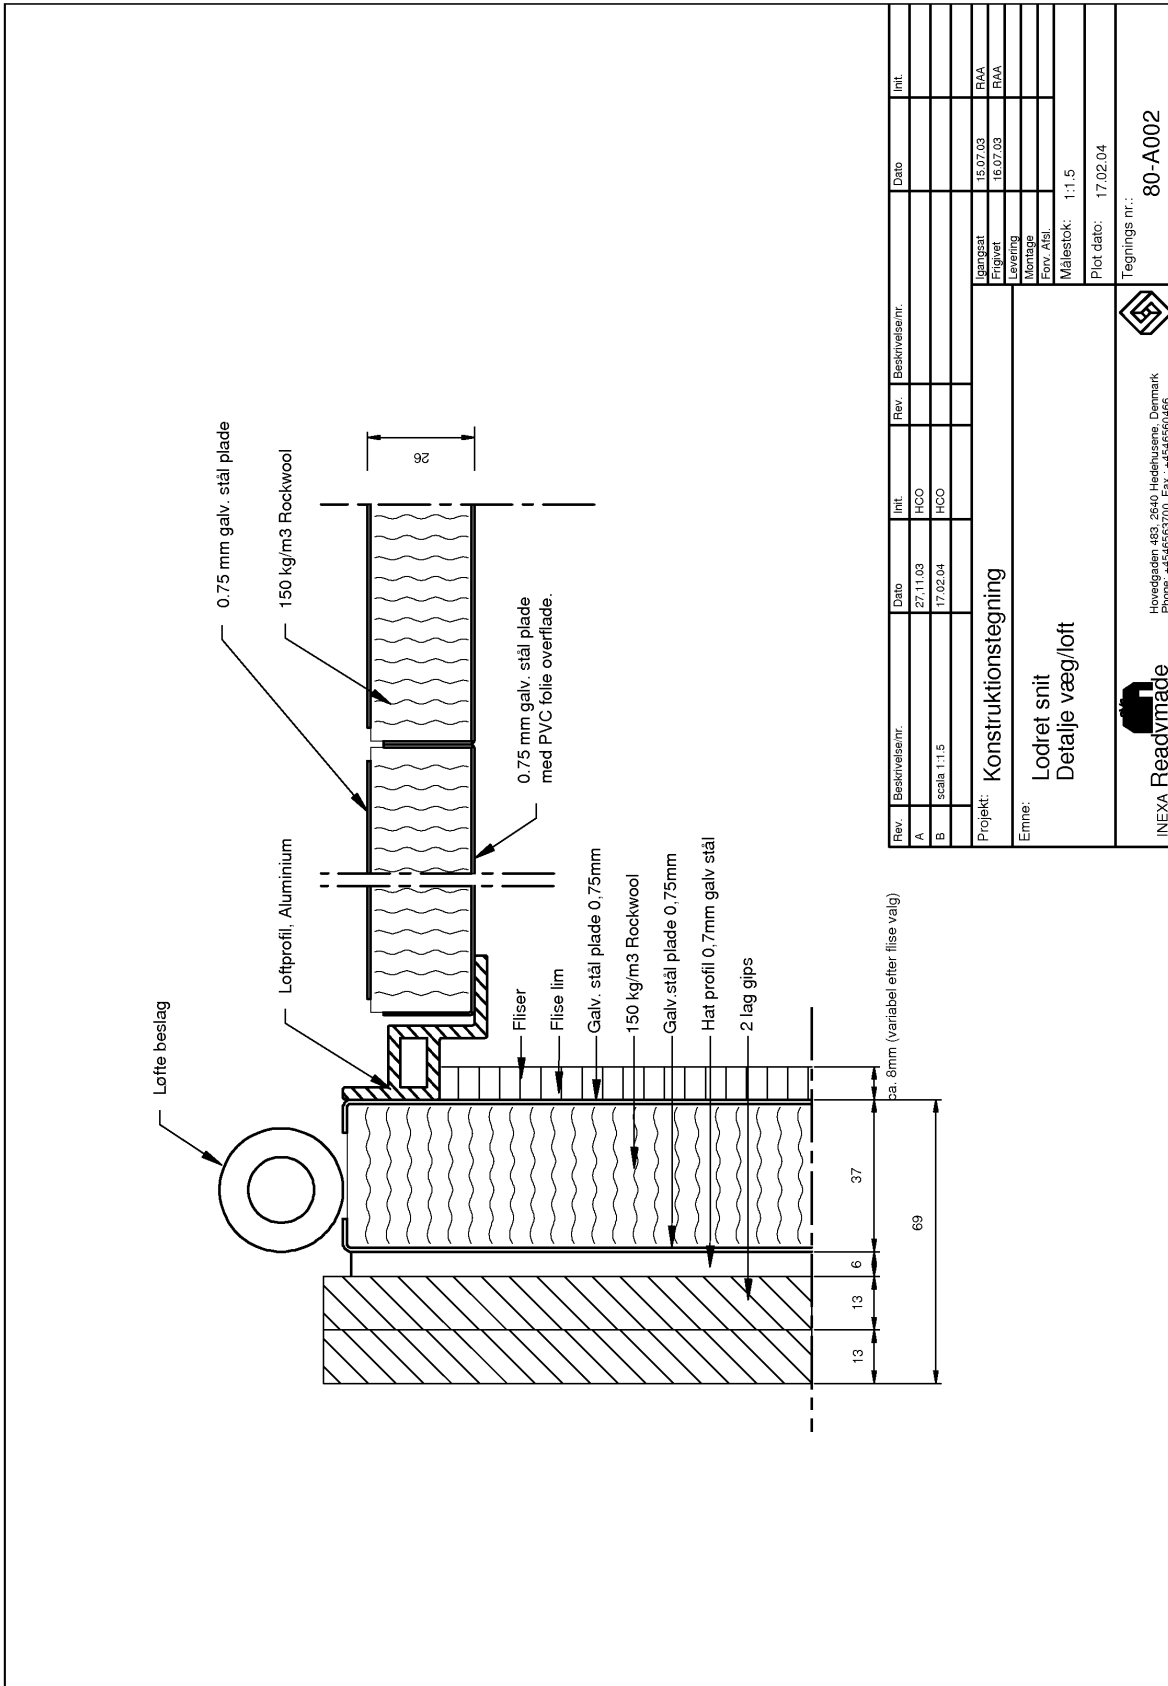 Løfte beslag
Loftprofil, Aluminium
0.75 mm galv. stål plade
150 kg/m3 Rockwool
26
0.75 mm galv. stål plade
med PVC folie overflade.
Fliser
Flise lim
Galv. stål plade 0,75mm
150 kg/m3 Rockwool
Galv.stål plade 0,75mm
Hat profil 0,7mm galv stål
2 lag gips
13
13
6
37
ca. 8mm (variabel efter flise valg)
69
Rev. Beskrivelse/nr. Dato Init. Rev. Beskrivelse/nr. Dato Init.
A 27.11.03 HCO
B scala 1:1.5 17.02.04 HCO
Projekt: Konstruktionstegning
Igangsat 15.07.03 RAA
Frigivet 16.07.03 RAA
Levering
Montage
Forv. Afsl.
Emne:
Lodret snit
Detalje væg/loft
Målestok: 1:1.5
Plot dato: 17.02.04
INEXA Readymade
Hovedgaden 483, 2640 Hedehusene, Denmark
Phone: +4546563700 Fax.: +4546560466
Tegnings nr.:
80-A002